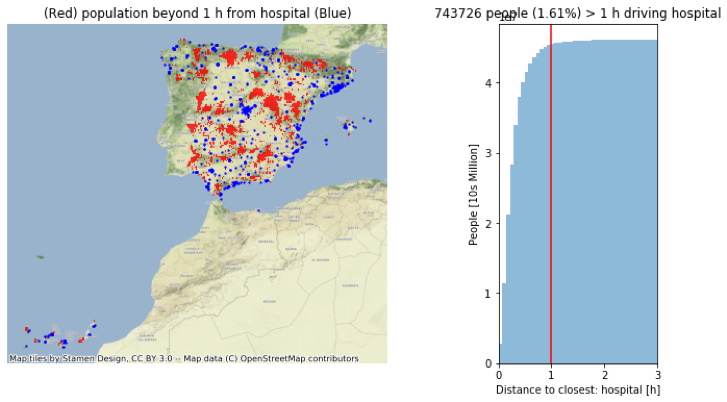 (Red) population beyond 1 h from hospital (Blue)
Map tiles by Stamen Design, CC BY 3.0 -- Map data (C) OpenStreetMap contributors
743726 people (1.61%) > 1 h driving hospital
1e7
4
3
2
1
0
People [10s Million]
0 1 2 3
Distance to closest: hospital [h]